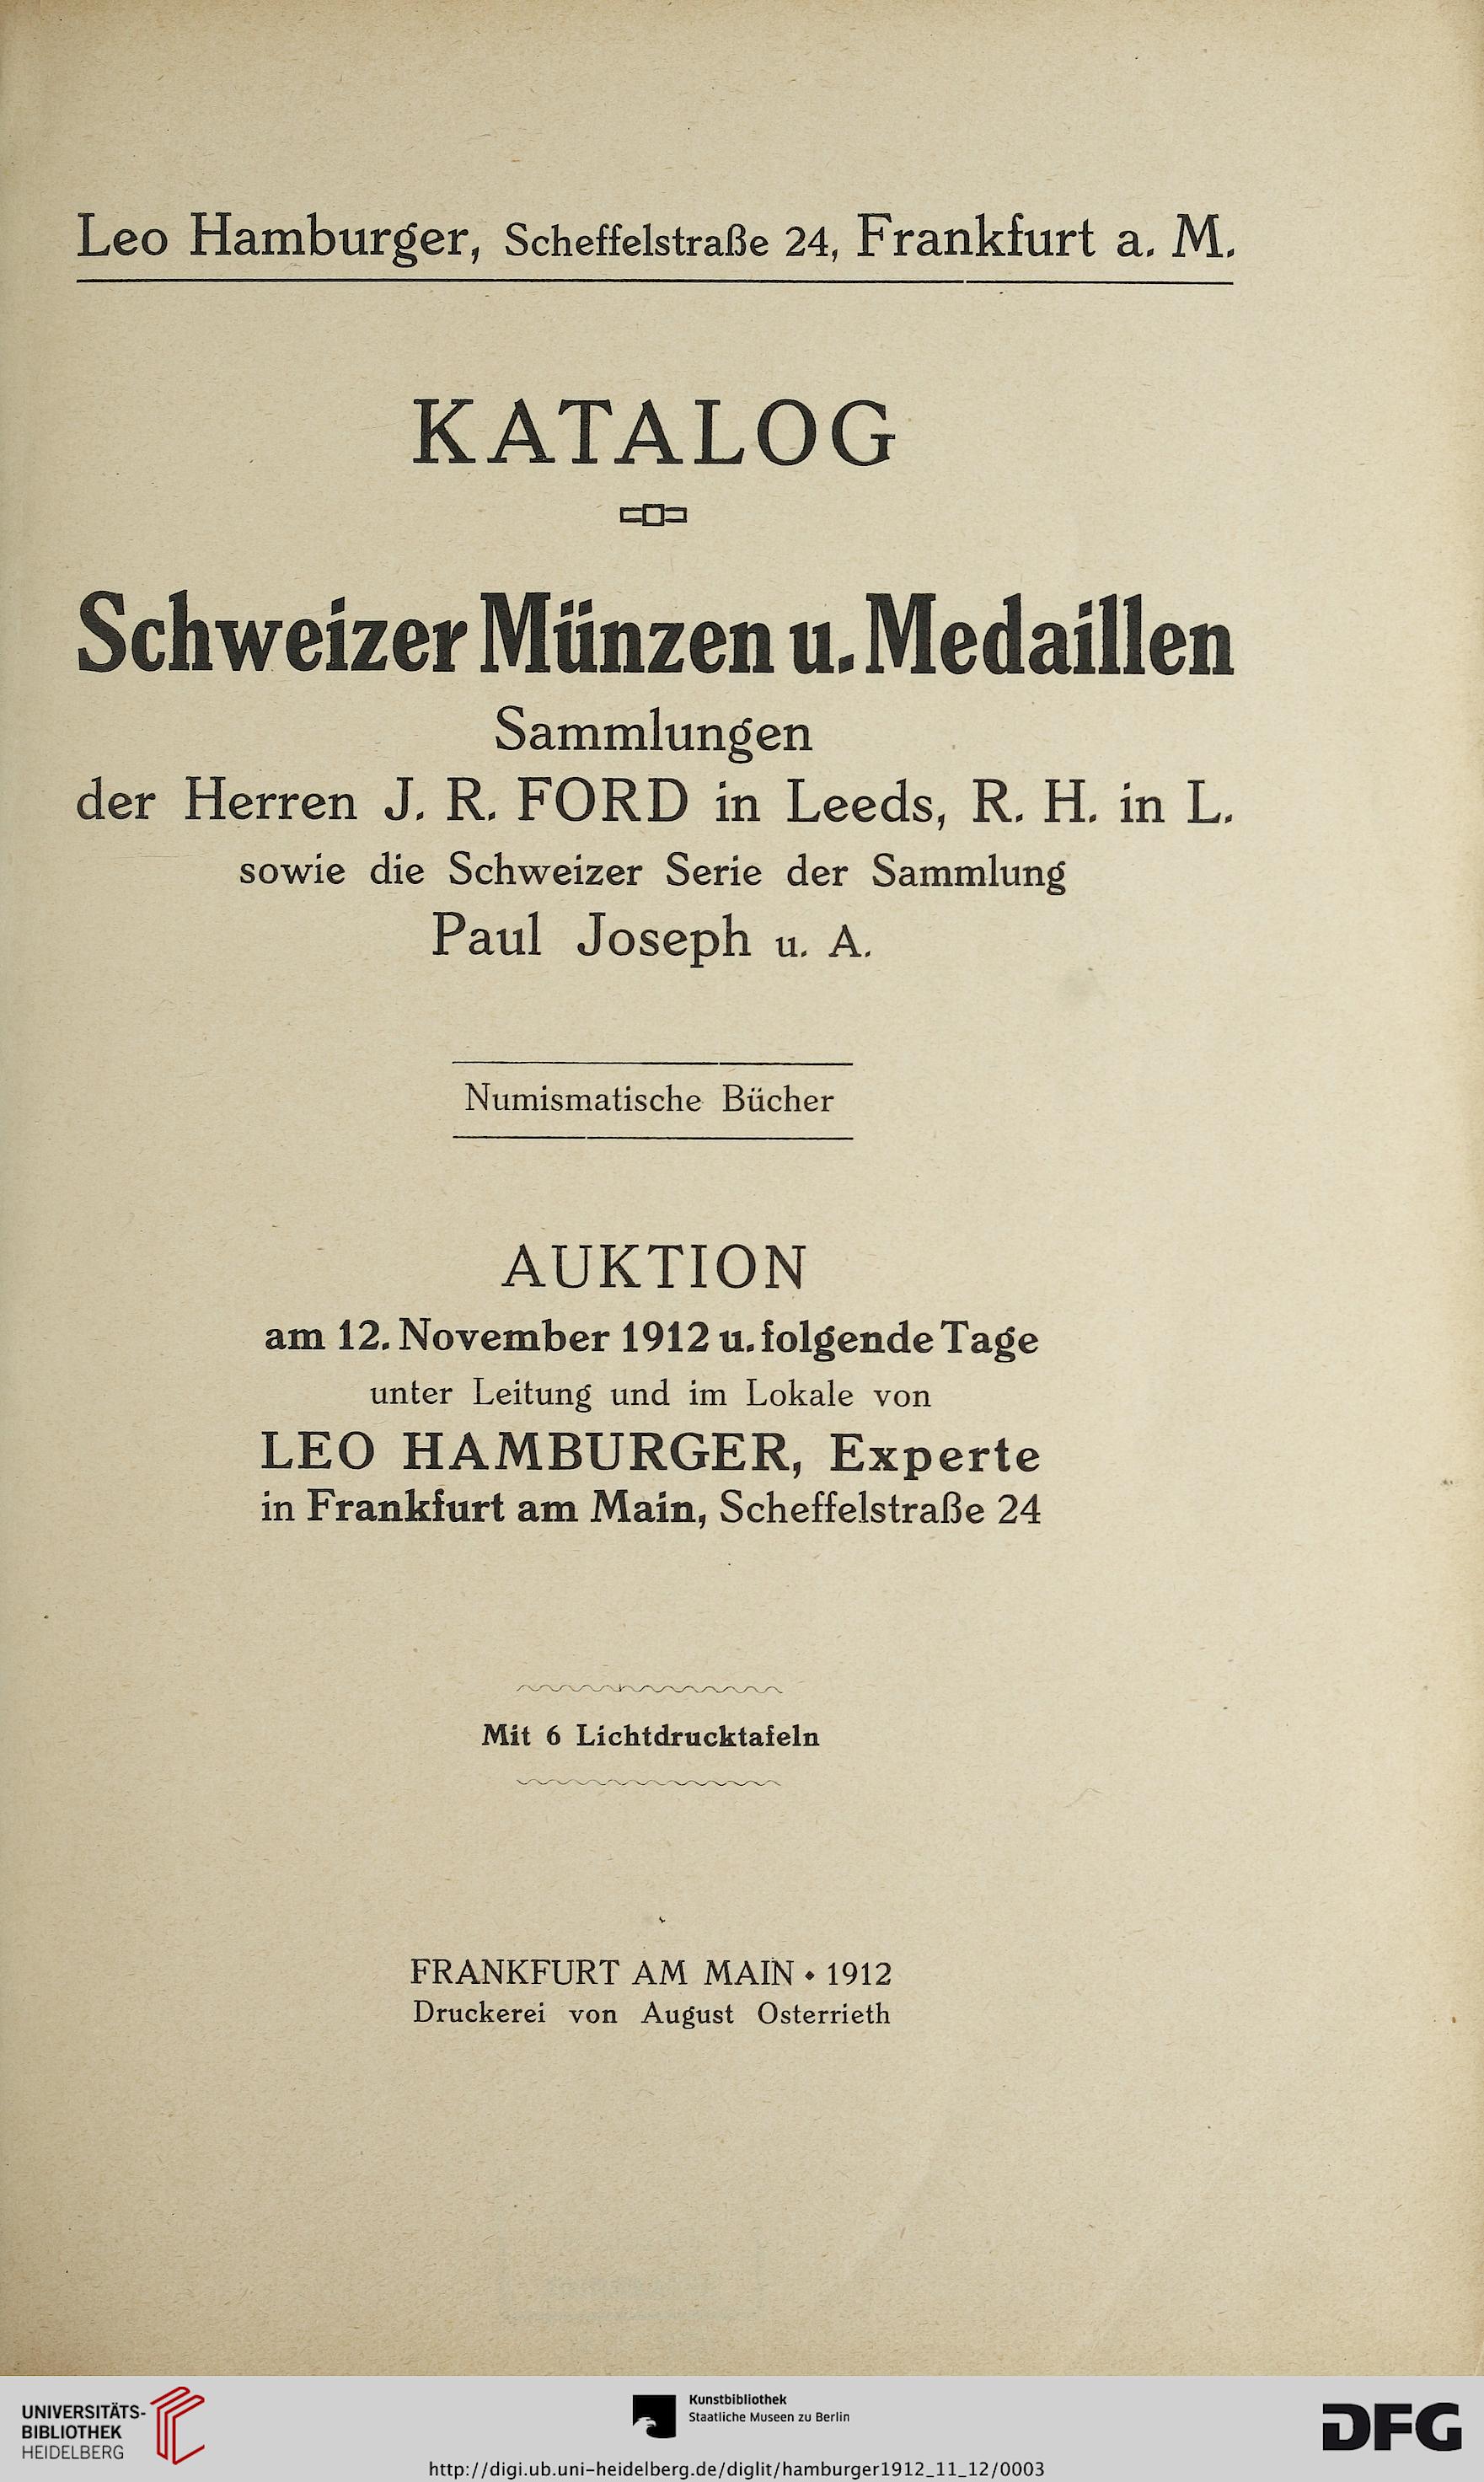 Leo Hamburger, Scheffelstraße 24, Frankfurt a. M.
KATALOG
Schweizer Münzen u. Medaillen
Sammlungen
der Herren J. R. FORD in Leeds, R. H. in L.
sowie die Schweizer Serie der Sammlung
Paul Joseph u. A.
Numismatische Bücher
AUKTION
am 12. November 1912 u. folgende Tage
unter Leitung und im Lokale von
LEO HAMBURGER, Experte
in Frankfurt am Main, Scheffelstraße 24
Mit 6 Lichtdrucktafeln
FRANKFURT AM MAIN • 1912
Druckerei von August Osterrieth
UNIVERSITÄTS-
BIBLIOTHEK
HEIDELBERG
Kunstbibliothek
Staatliche Museen zu Berlin
http://digi.ub.uni-heidelberg.de/diglit/hamburger1912_11_12/0003
DFG